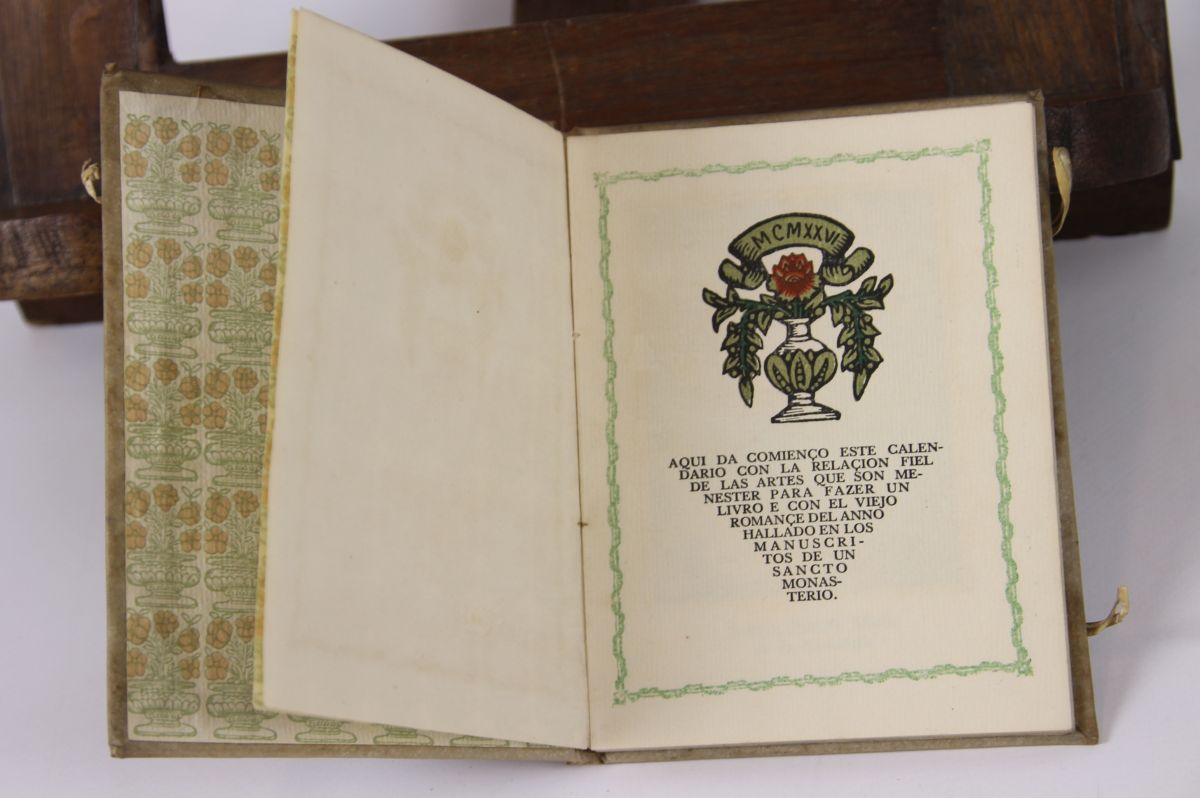 MCMXXVI
AQUI DA COMIENÇO ESTE CALEN-
DARIO CON LA RELAÇION FIEL
DE LAS ARTES QUE SON ME-
NESTER PARA FAZER UN
LIVRO E CON EL VIEJO
ROMANÇE DEL ANNO
HALLADO EN LOS
MANUSCRI-
TOS DE UN
SANCTO
MONAS-
TERIO.